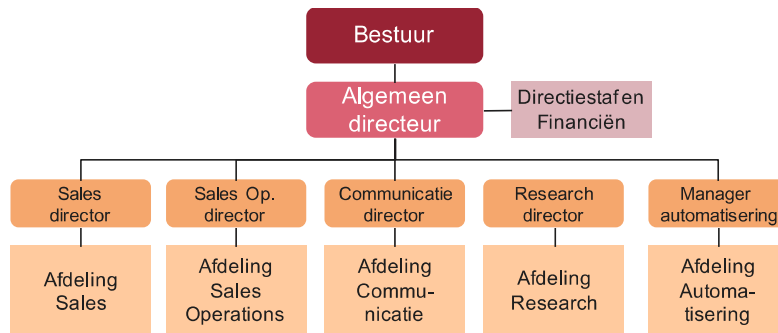 Bestuur
Algemeen
directeur
Directiestaf en
Financiën
Sales
director
Sales Op.
director
Communicatie
director
Research
director
Manager
automatisering
Afdeling
Sales
Afdeling
Sales
Operations
Afdeling
Commu-
nicatie
Afdeling
Research
Afdeling
Automa-
tisering